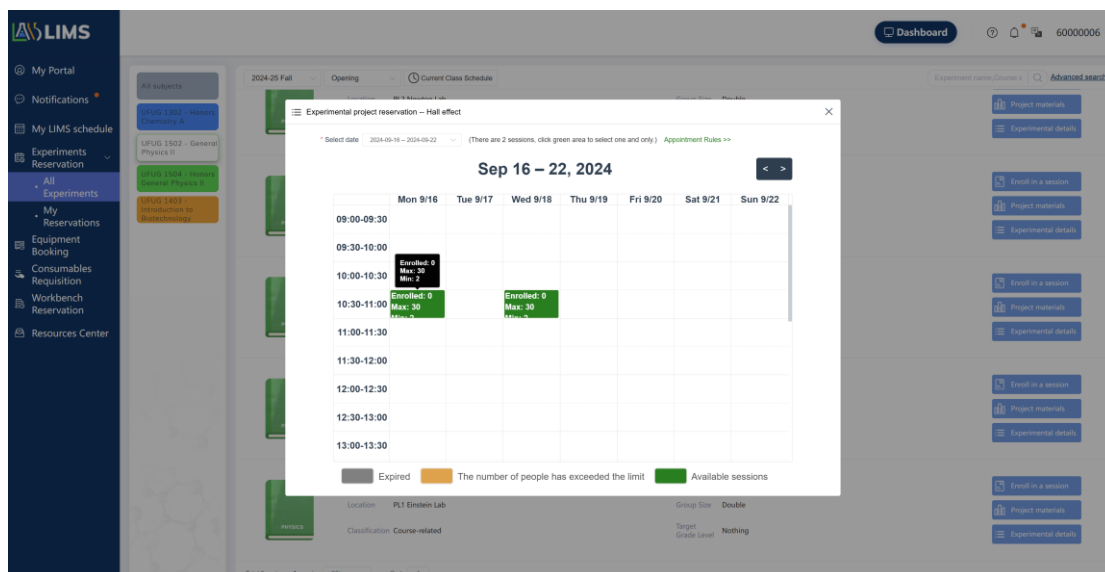 LIMS
Dashboard
60000006
My Portal
Notifications
My LIMS schedule
Experiments
Reservation
All
Experiments
My
Reservations
Equipment
Booking
Consumables
Requisition
Workbench
Reservation
Resources Center
All subjects
UFUG 1302 - Honors
Chemistry A
UFUG 1502 - General
Physics II
UFUG 1504 - Honors
General Physics II
UFUG 1403 -
Introduction to
Biotechnology
2024-25 Fall
Opening
Current Class Schedule
Experiment name,Course
Advanced search
Project materials
Experimental details
Experimental project reservation -- Hall effect
* Select date
2024-09-16 – 2024-09-22
(There are 2 sessions, click green area to select one and only.)
Appointment Rules >>
Sep 16 – 22, 2024
< >
Mon 9/16 Tue 9/17 Wed 9/18 Thu 9/19 Fri 9/20 Sat 9/21 Sun 9/22
09:00-09:30
09:30-10:00
10:00-10:30
Enrolled: 0
Max: 30
Min: 2
10:30-11:00
Enrolled: 0
Max: 30
Min: 2
Enrolled: 0
Max: 30
Min: 2
11:00-11:30
11:30-12:00
12:00-12:30
12:30-13:00
13:00-13:30
Expired
The number of people has exceeded the limit
Available sessions
Enroll in a session
Project materials
Experimental details
Enroll in a session
Project materials
Experimental details
Enroll in a session
Project materials
Experimental details
PHYSICS
Location PL1 Einstein Lab
Group Size Double
Classification Course-related
Target
Grade Level Nothing
Enroll in a session
Project materials
Experimental details